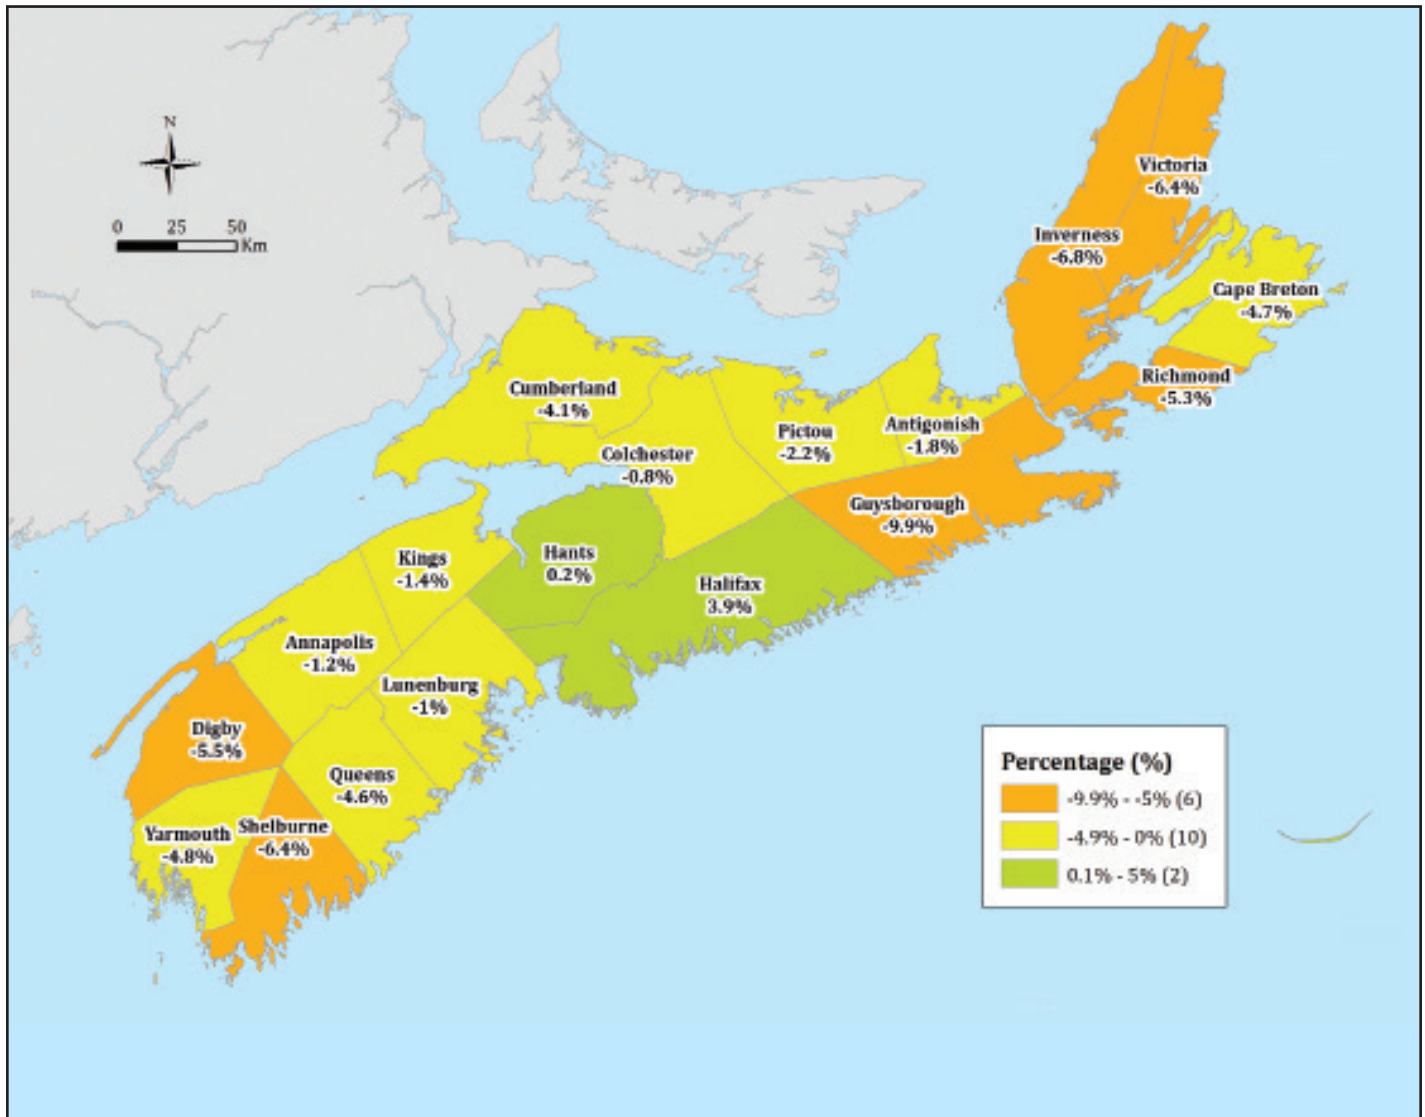 N
0 25 50
Km
Victoria
-6.4%
Inverness
-6.8%
Cape Breton
-4.7%
Richmond
-5.3%
Cumberland
-4.1%
Colchester
-0.8%
Pictou
-2.2%
Antigonish
-1.8%
Guysborough
-9.9%
Kings
-1.4%
Hants
0.2%
Halifax
3.9%
Annapolis
-1.2%
Lunenburg
-1%
Digby
-5.5%
Queens
-4.6%
Yarmouth
-4.8%
Shelburne
-6.4%
Percentage (%)
-9.9% - -5% (6)
-4.9% - 0% (10)
0.1% - 5% (2)